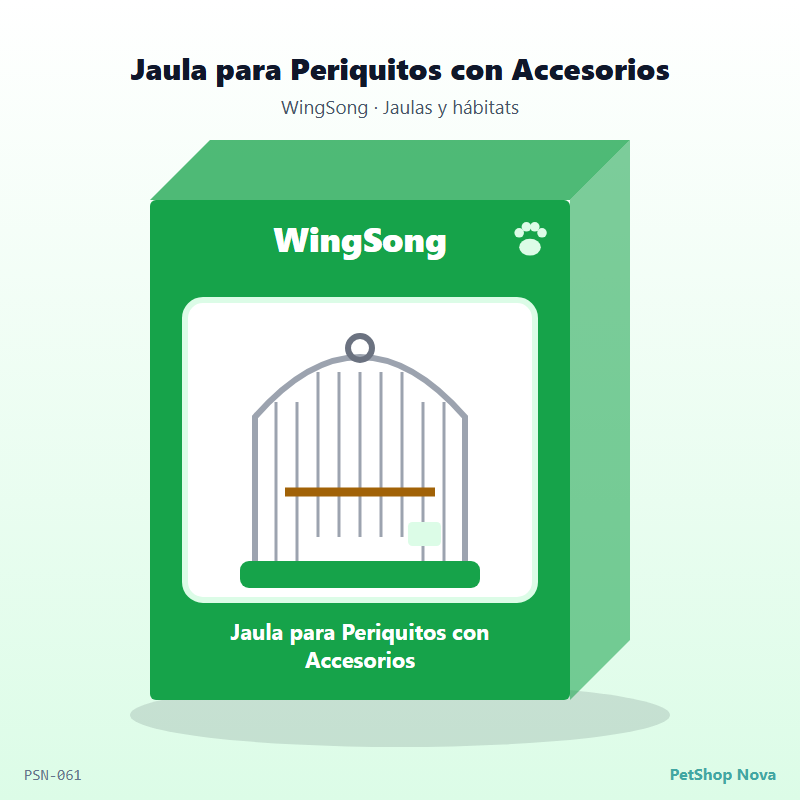 Jaula para Periquitos con Accesorios
WingSong · Jaulas y hábitats
WingSong
Jaula para Periquitos con
Accesorios
PSN-061
PetShop Nova